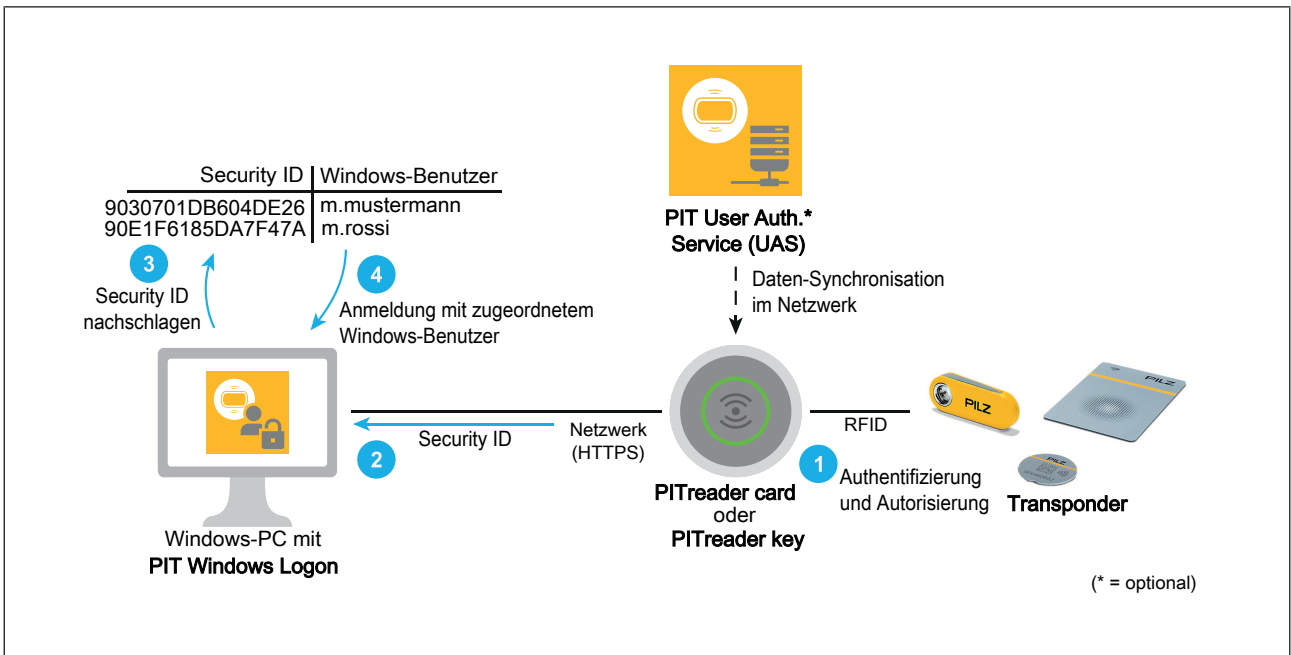 Security ID Windows-Benutzer
9030701DB604DE26 m.mustermann
90E1F6185DA7F47A m.rossi
3
Security ID
nachschlagen
4
Anmeldung mit zugeordnetem
Windows-Benutzer
PIT User Auth.*
Service (UAS)
Daten-Synchronisation
im Netzwerk
2
Security ID
Netzwerk
(HTTPS)
RFID
1
Authentifizierung
und Autorisierung
PILZ
PILZ
PILZ
Transponder
PITreader card
oder
PITreader key
Windows-PC mit
PIT Windows Logon
(* = optional)